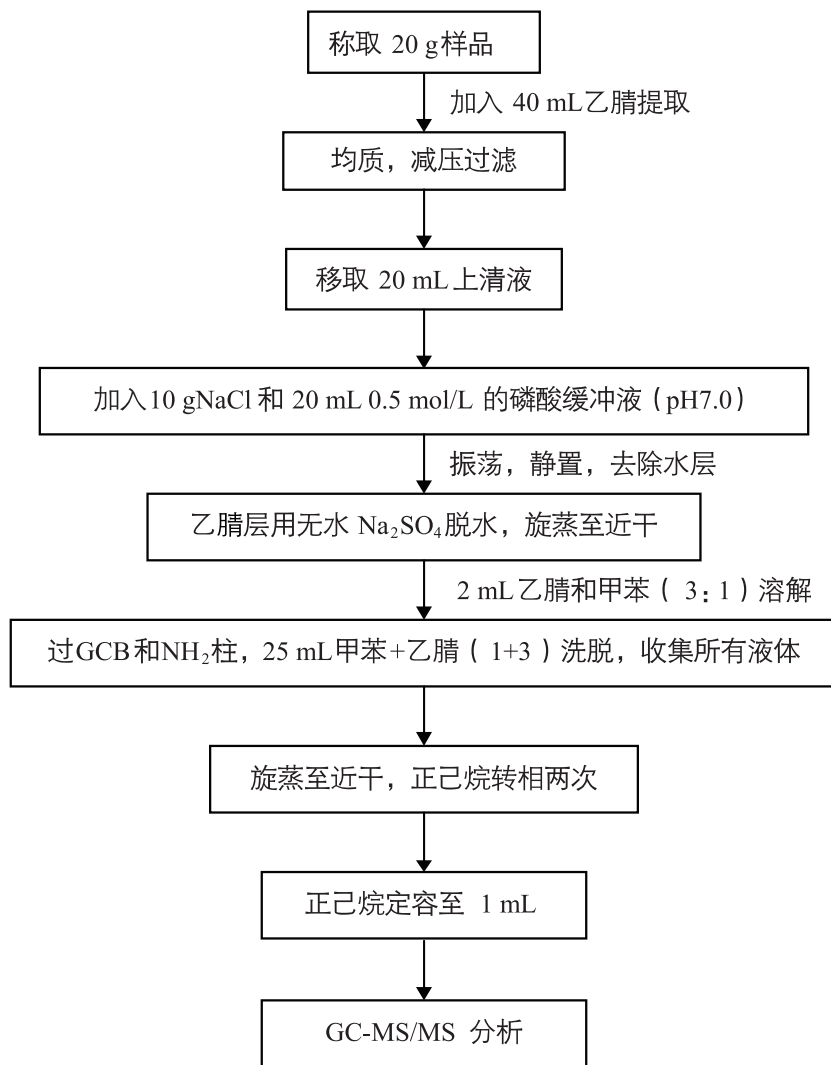 称取 20 g样品
加入 40 mL乙腈提取
均质，减压过滤
移取 20 mL上清液
加入10 gNaCl和 20 mL 0.5 mol/L 的磷酸缓冲液（pH7.0）
振荡，静置，去除水层
乙腈层用无水 Na₂SO₄脱水，旋蒸至近干
2 mL乙腈和甲苯（ 3：1）溶解
过GCB和NH₂柱，25 mL甲苯+乙腈（ 1+3 ）洗脱，收集所有液体
旋蒸至近干，正己烷转相两次
正己烷定容至 1 mL
GC-MS/MS 分析